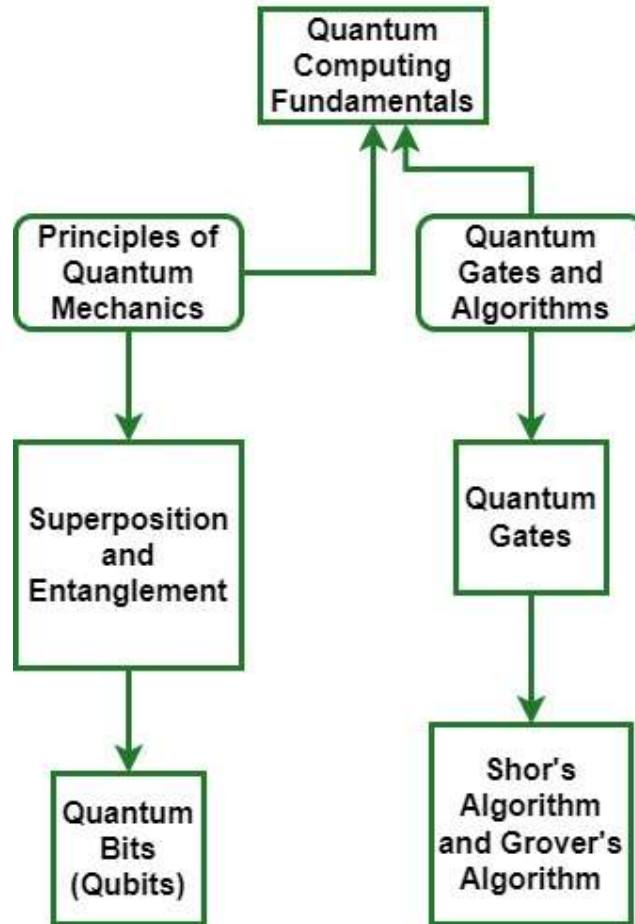 Quantum
Computing
Fundamentals
Principles of
Quantum
Mechanics
Quantum
Gates and
Algorithms
Superposition
and
Entanglement
Quantum
Gates
Quantum
Bits
(Qubits)
Shor's
Algorithm
and Grover's
Algorithm